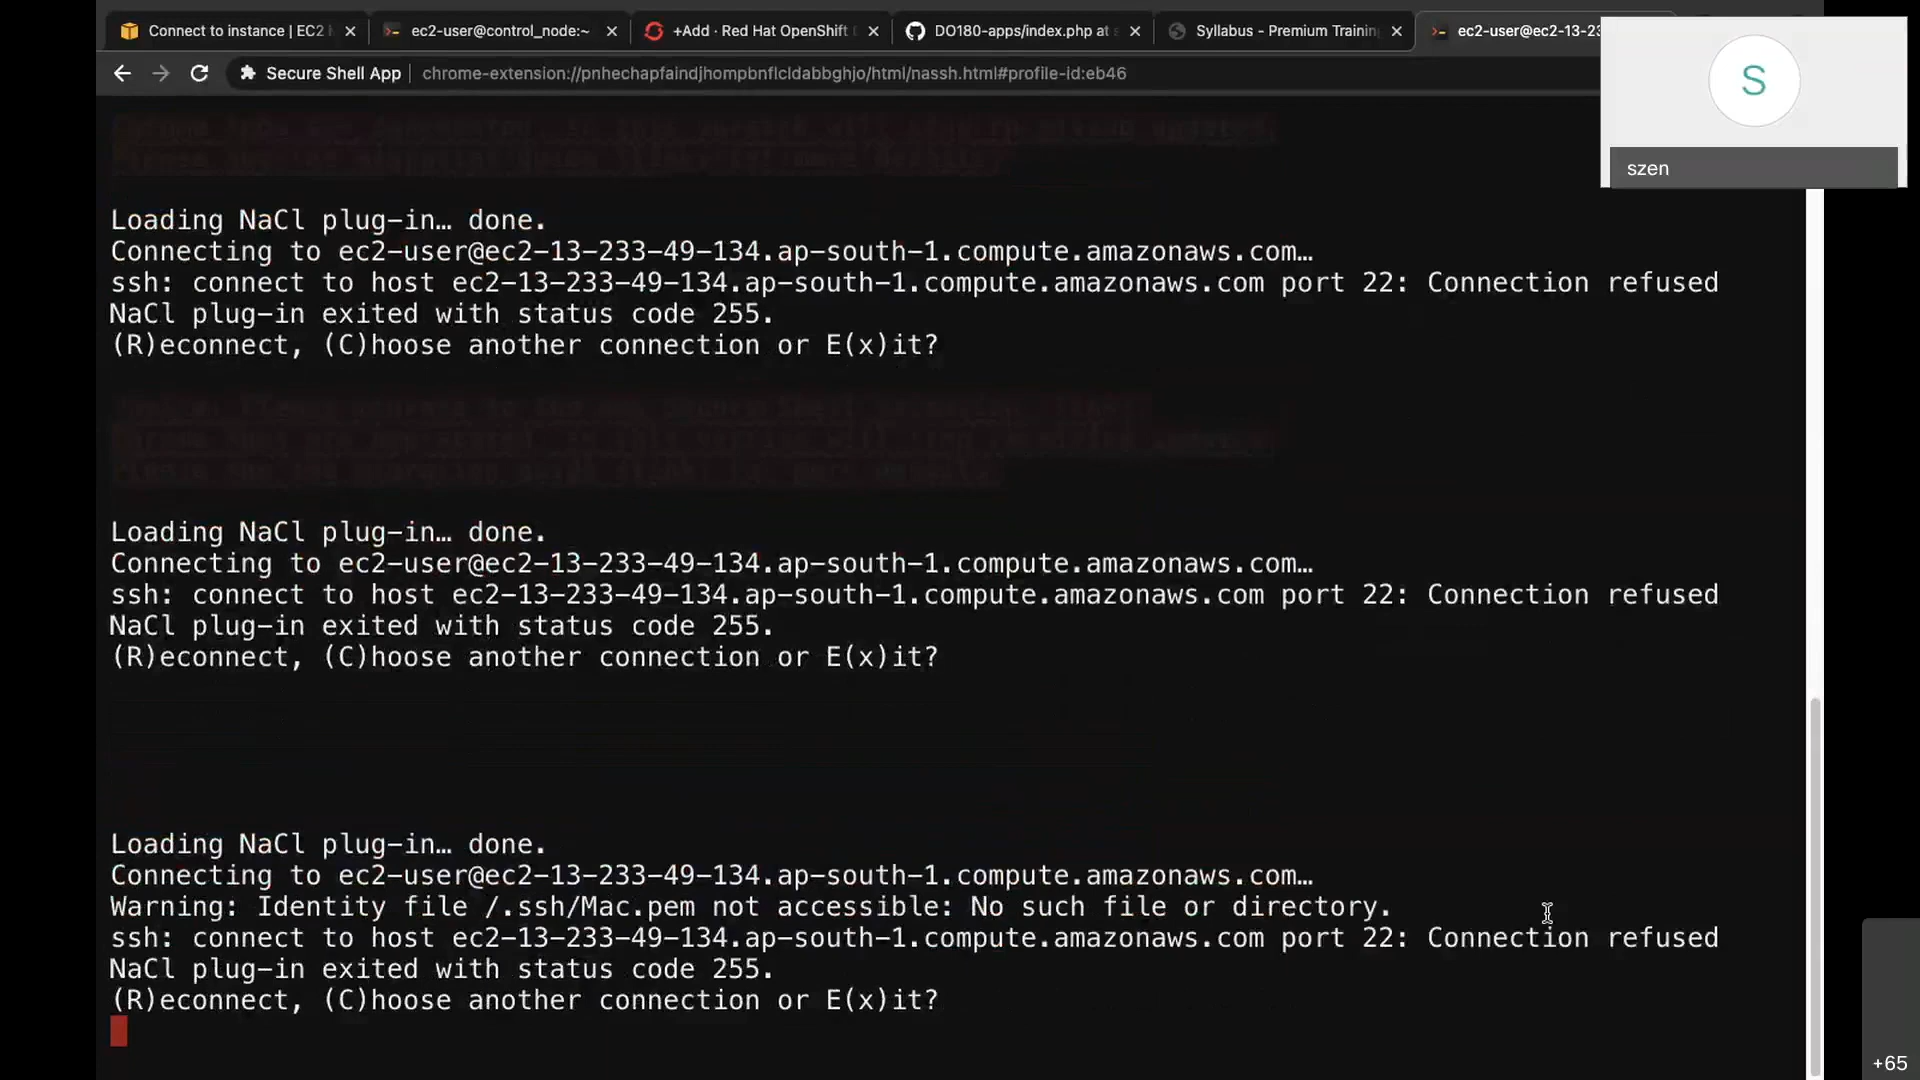 Connect to instance | EC2
ec2-user@control_node:~
+Add · Red Hat OpenShift
DO180-apps/index.php at
Syllabus - Premium Trainin
ec2-user@ec2-13-23
Secure Shell App
chrome-extension://pnhechapfaindjhompbnflcldabbghjo/html/nassh.html#profile-id:eb46
S
szen
Loading NaCl plug-in… done.
Connecting to ec2-user@ec2-13-233-49-134.ap-south-1.compute.amazonaws.com…
ssh: connect to host ec2-13-233-49-134.ap-south-1.compute.amazonaws.com port 22: Connection refused
NaCl plug-in exited with status code 255.
(R)econnect, (C)hoose another connection or E(x)it?
Loading NaCl plug-in… done.
Connecting to ec2-user@ec2-13-233-49-134.ap-south-1.compute.amazonaws.com…
ssh: connect to host ec2-13-233-49-134.ap-south-1.compute.amazonaws.com port 22: Connection refused
NaCl plug-in exited with status code 255.
(R)econnect, (C)hoose another connection or E(x)it?
Loading NaCl plug-in… done.
Connecting to ec2-user@ec2-13-233-49-134.ap-south-1.compute.amazonaws.com…
Warning: Identity file /.ssh/Mac.pem not accessible: No such file or directory.
ssh: connect to host ec2-13-233-49-134.ap-south-1.compute.amazonaws.com port 22: Connection refused
NaCl plug-in exited with status code 255.
(R)econnect, (C)hoose another connection or E(x)it?
+65